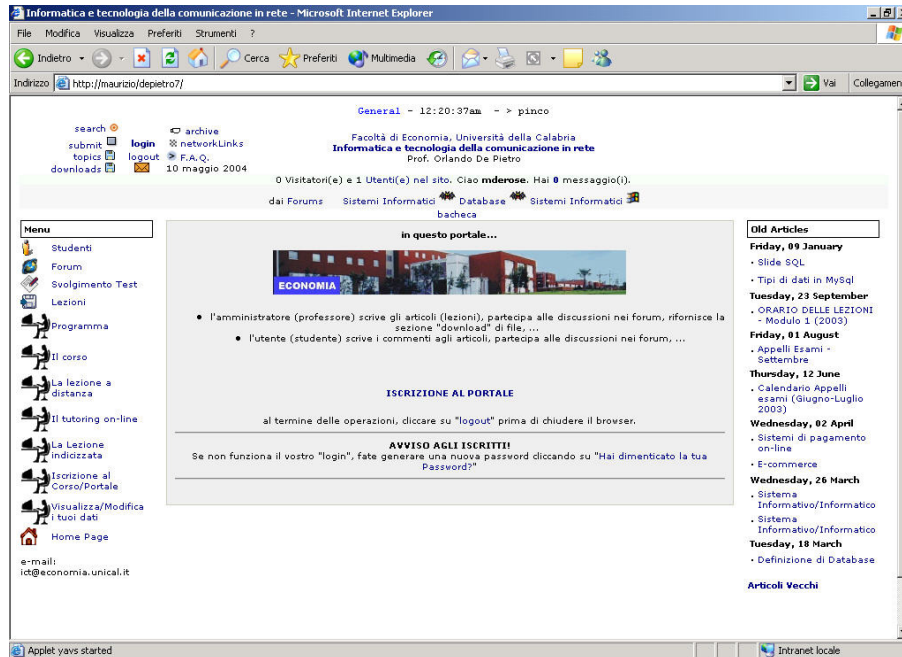 Informatica e tecnologia della comunicazione in rete - Microsoft Internet Explorer
File Modifica Visualizza Preferiti Strumenti ?
Indietro Cerca Preferiti Multimedia
Indirizzo http://maurizio/depietro7/ Vai Collegamen
General - 12:20:37am - > pinco
search archive
submit login networkLinks
topics logout F.A.Q.
downloads 10 maggio 2004
Facoltà di Economia, Università della Calabria
Informatica e tecnologia della comunicazione in rete
Prof. Orlando De Pietro
0 Visitatori(e) e 1 Utenti(e) nel sito. Ciao mderose. Hai 0 messaggio(i).
dai Forums Sistemi Informatici Database Sistemi Informatici
bacheca
Menu
Studenti
Forum
Svolgimento Test
Lezioni
Programma
Il corso
La lezione a
distanza
Il tutoring on-line
La Lezione
indicizzata
Iscrizione al
Corso/Portale
Visualizza/Modifica
i tuoi dati
Home Page
e-mail:
ict@economia.unical.it
in questo portale...
ECONOMIA
• l'amministratore (professore) scrive gli articoli (lezioni), partecipa alle discussioni nei forum, rifornisce la
sezione "download" di file, ...
• l'utente (studente) scrive i commenti agli articoli, partecipa alle discussioni nei forum, ...
ISCRIZIONE AL PORTALE
al termine delle operazioni, cliccare su "logout" prima di chiudere il browser.
AVVISO AGLI ISCRITTI!
Se non funziona il vostro "login", fate generare una nuova password cliccando su "Hai dimenticato la tua
Password?"
Old Articles
Friday, 09 January
· Slide SQL
· Tipi di dati in MySql
Tuesday, 23 September
· ORARIO DELLE LEZIONI
- Modulo 1 (2003)
Friday, 01 August
· Appelli Esami -
Settembre
Thursday, 12 June
· Calendario Appelli
esami (Giugno-Luglio
2003)
Wednesday, 02 April
· Sistemi di pagamento
on-line
· E-commerce
Wednesday, 26 March
· Sistema
Informativo/Informatico
· Sistema
Informativo/Informatico
Tuesday, 18 March
· Definizione di Database
Articoli Vecchi
Applet yavs started Intranet locale